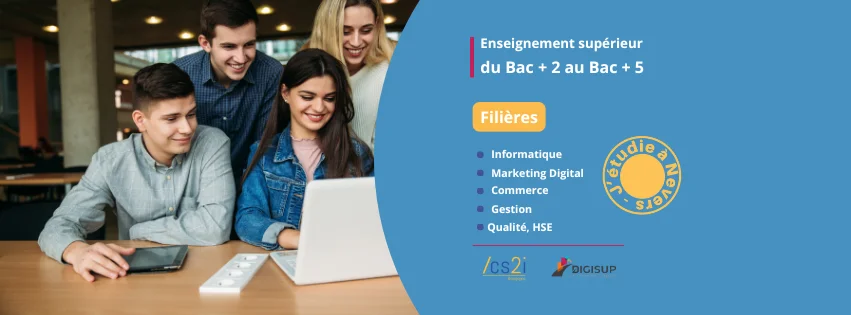 Enseignement supérieur
du Bac + 2 au Bac + 5
Filières
Informatique
Marketing Digital
Commerce
Gestion
Qualité, HSE
J'étudie à Nevers -
cs2i
DIGISUP